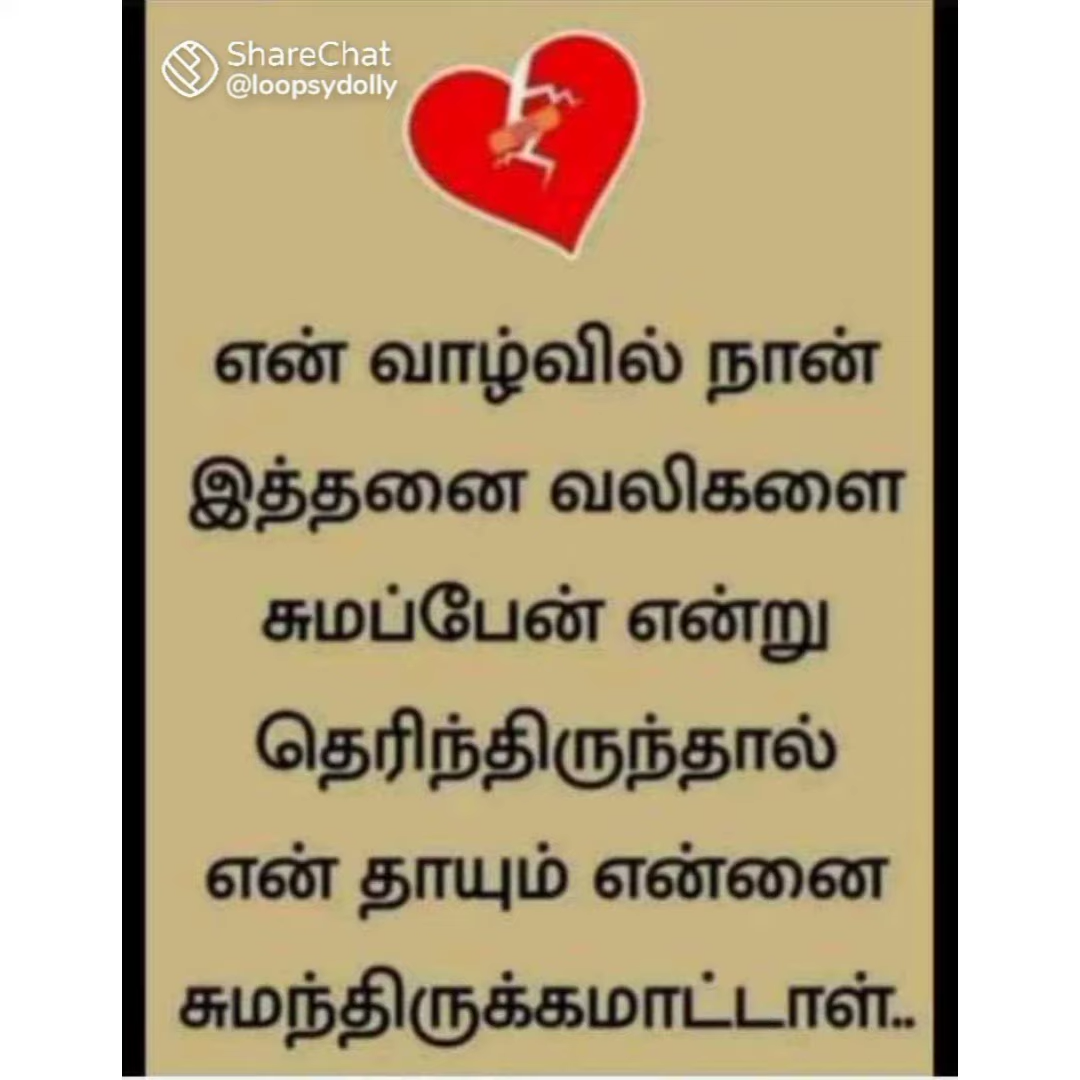 ShareChat
@loopsydolly
என் வாழ்வில் நான்
இத்தனை வலிகளை
சுமப்பேன் என்று
தெரிந்திருந்தால்
என் தாயும் என்னை
சுமந்திருக்கமாட்டாள்..